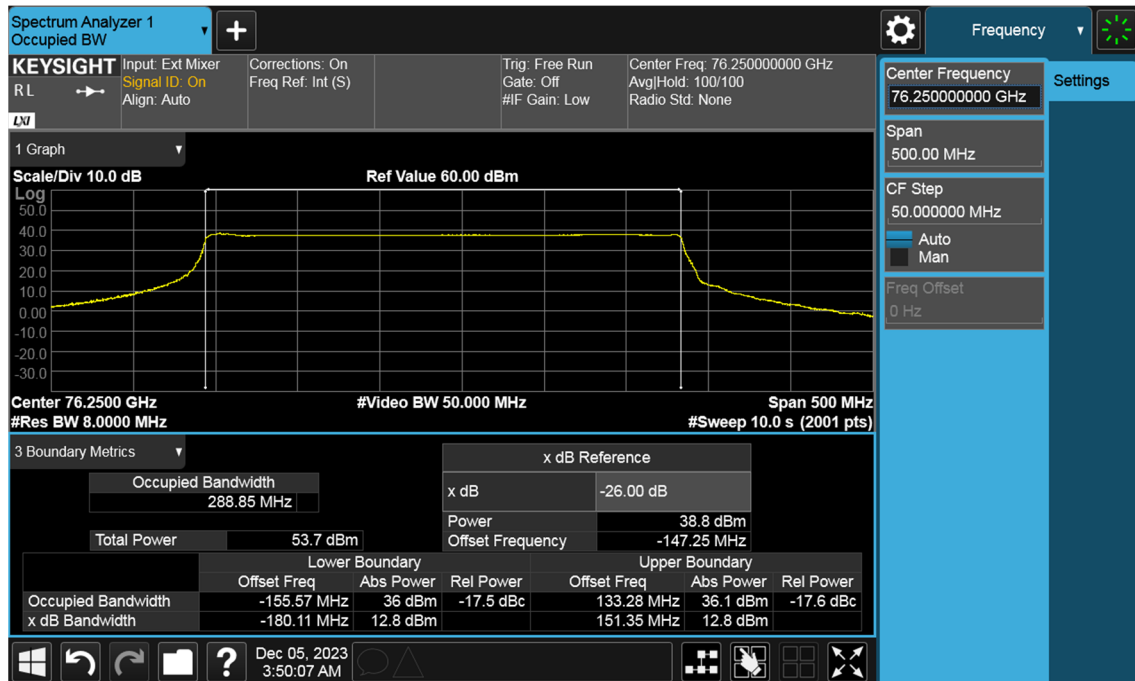 Spectrum Analyzer 1
Occupied BW
+
Frequency
KEYSIGHT
RL
LXI
Input: Ext Mixer
Signal ID: On
Align: Auto
Corrections: On
Freq Ref: Int (S)
Trig: Free Run
Gate: Off
#IF Gain: Low
Center Freq: 76.250000000 GHz
Avg|Hold: 100/100
Radio Std: None
Center Frequency
76.250000000 GHz
Settings
Span
500.00 MHz
CF Step
50.000000 MHz
Auto
Man
Freq Offset
0 Hz
1 Graph
Scale/Div 10.0 dB
Ref Value 60.00 dBm
Log
50.0
40.0
30.0
20.0
10.0
0.00
-10.0
-20.0
-30.0
Center 76.2500 GHz
#Video BW 50.000 MHz
Span 500 MHz
#Res BW 8.0000 MHz
#Sweep 10.0 s (2001 pts)
3 Boundary Metrics
Occupied Bandwidth
288.85 MHz
Total Power 53.7 dBm
x dB Reference
x dB -26.00 dB
Power 38.8 dBm
Offset Frequency -147.25 MHz
Lower Boundary Upper Boundary
Offset Freq Abs Power Rel Power Offset Freq Abs Power Rel Power
Occupied Bandwidth -155.57 MHz 36 dBm -17.5 dBc 133.28 MHz 36.1 dBm -17.6 dBc
x dB Bandwidth -180.11 MHz 12.8 dBm 151.35 MHz 12.8 dBm
?
Dec 05, 2023
3:50:07 AM